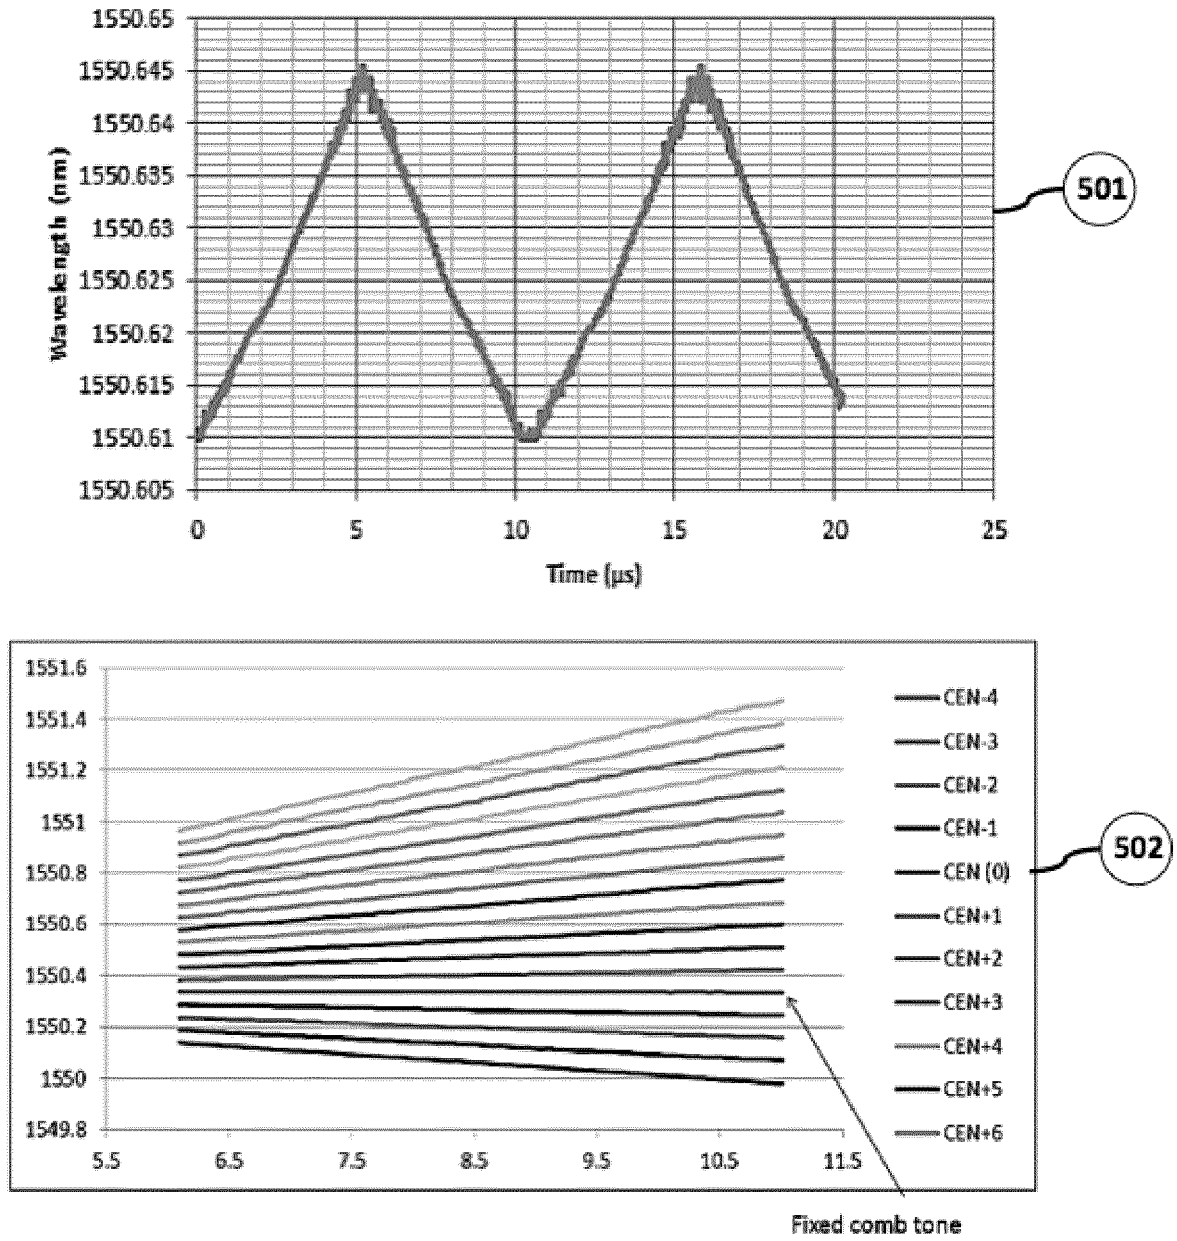 1550.65
1550.645
1550.64
1550.635
1550.63
1550.625
1550.62
1550.615
1550.61
1550.605
Wavelength (nm)
0 5 10 15 20 25
Time (µs)
501
1551.6
1551.4
1551.2
1551
1550.8
1550.6
1550.4
1550.2
1550
1549.8
5.5 6.5 7.5 8.5 9.5 10.5 11.5
CEN-4
CEN-3
CEN-2
CEN-1
CEN (0)
CEN+1
CEN+2
CEN+3
CEN+4
CEN+5
CEN+6
502
Fixed comb tone